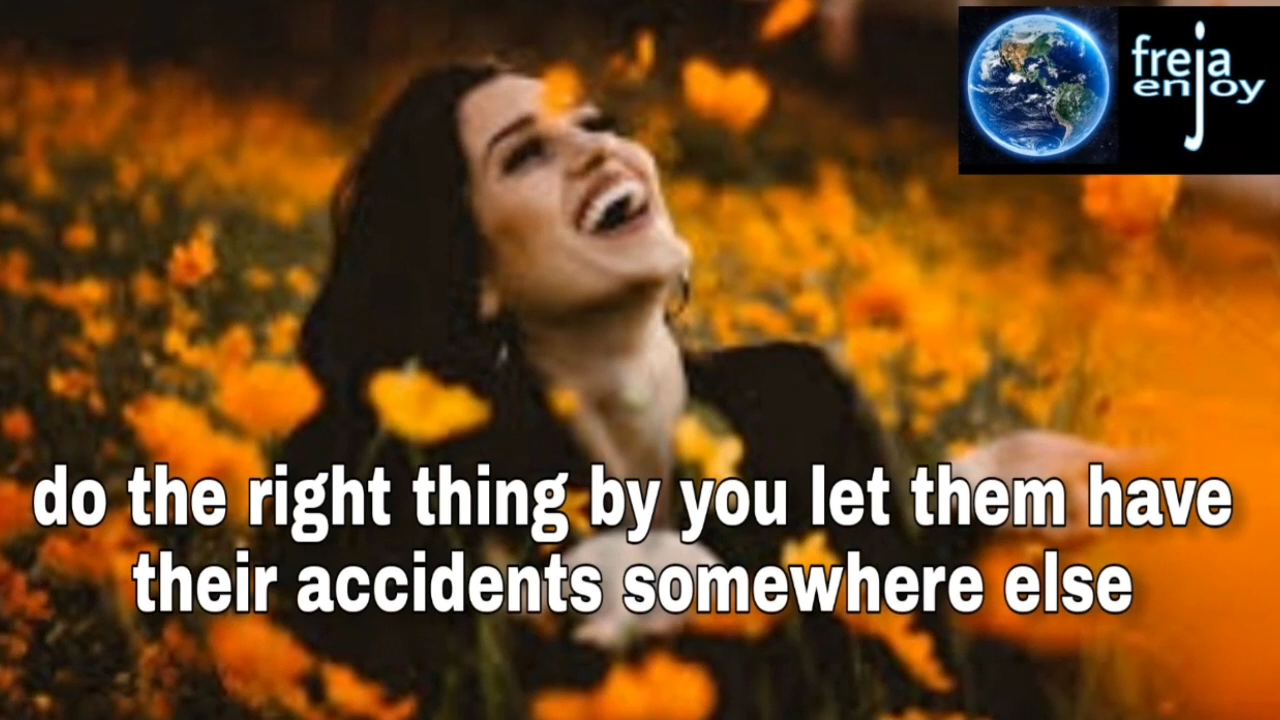 freja
enjoy
do the right thing by you let them have
their accidents somewhere else